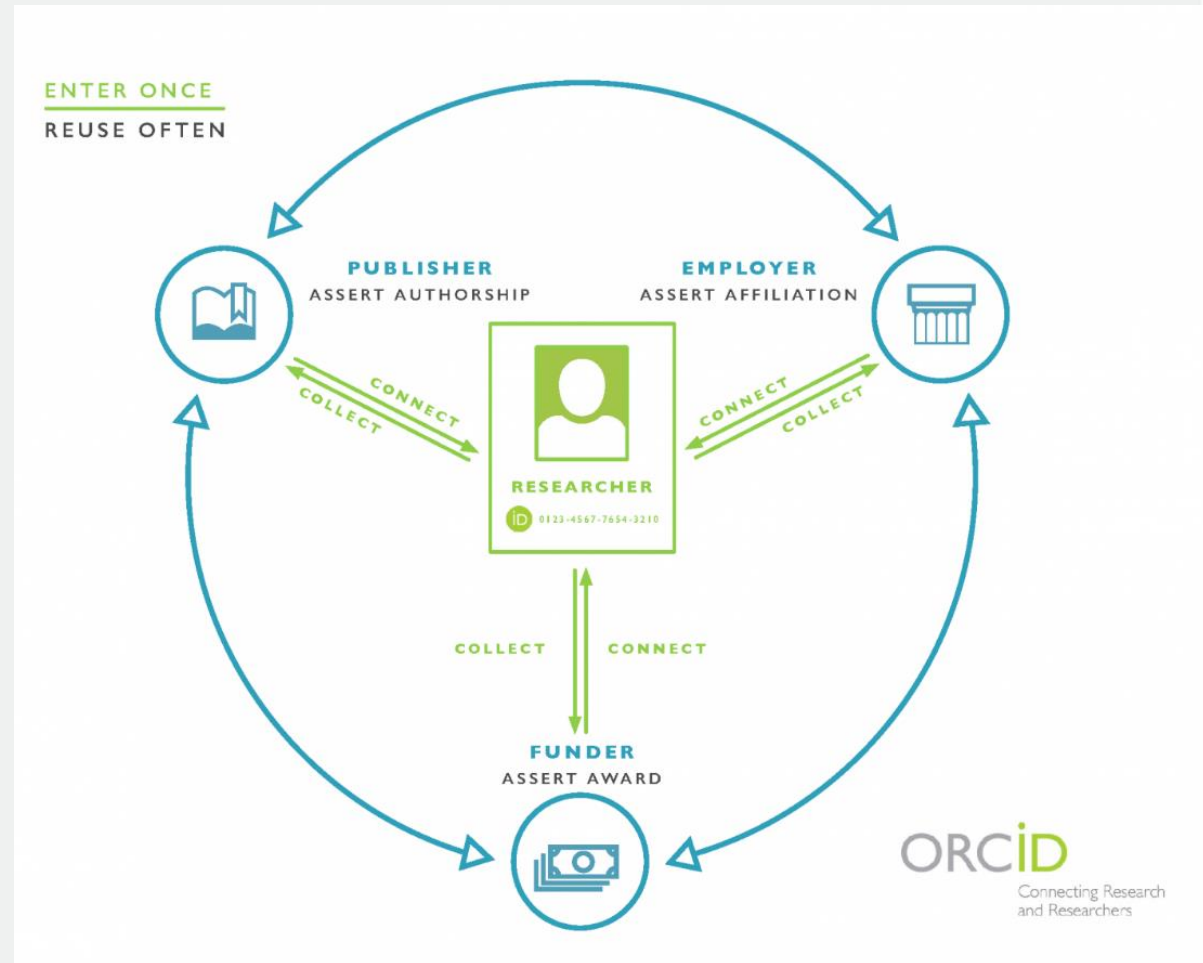 ENTER ONCE
REUSE OFTEN
PUBLISHER
ASSERT AUTHORSHIP
EMPLOYER
ASSERT AFFILIATION
CONNECT
COLLECT
CONNECT
COLLECT
RESEARCHER
iD 0123-4567-7654-3210
COLLECT CONNECT
FUNDER
ASSERT AWARD
ORCiD
Connecting Research
and Researchers